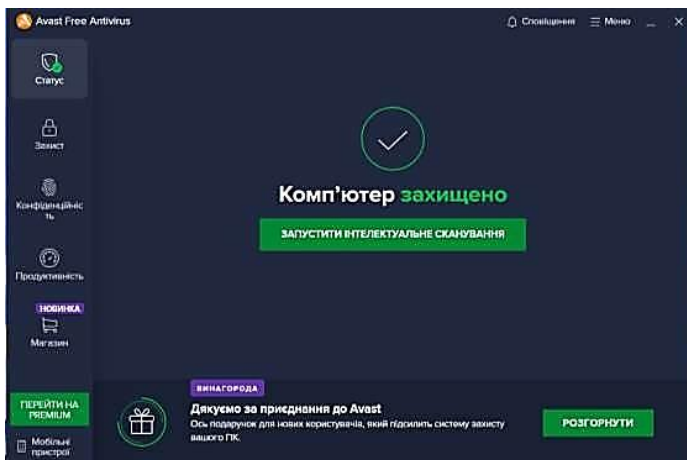 Avast Free Antivirus
Сповіщення
Меню
Статус
Захист
Конфіденційніс
ть
Продуктивність
НОВИНКА
Магазин
ПЕРЕЙТИ НА
PREMIUM
Мобільні
пристрої
Комп'ютер захищено
ЗАПУСТИТИ ІНТЕЛЕКТУАЛЬНЕ СКАНУВАННЯ
ВИНАГОРОДА
Дякуємо за приєднання до Avast
Ось подарунок для нових користувачів, який підсилить систему захисту
вашого ПК.
РОЗГОРНУТИ